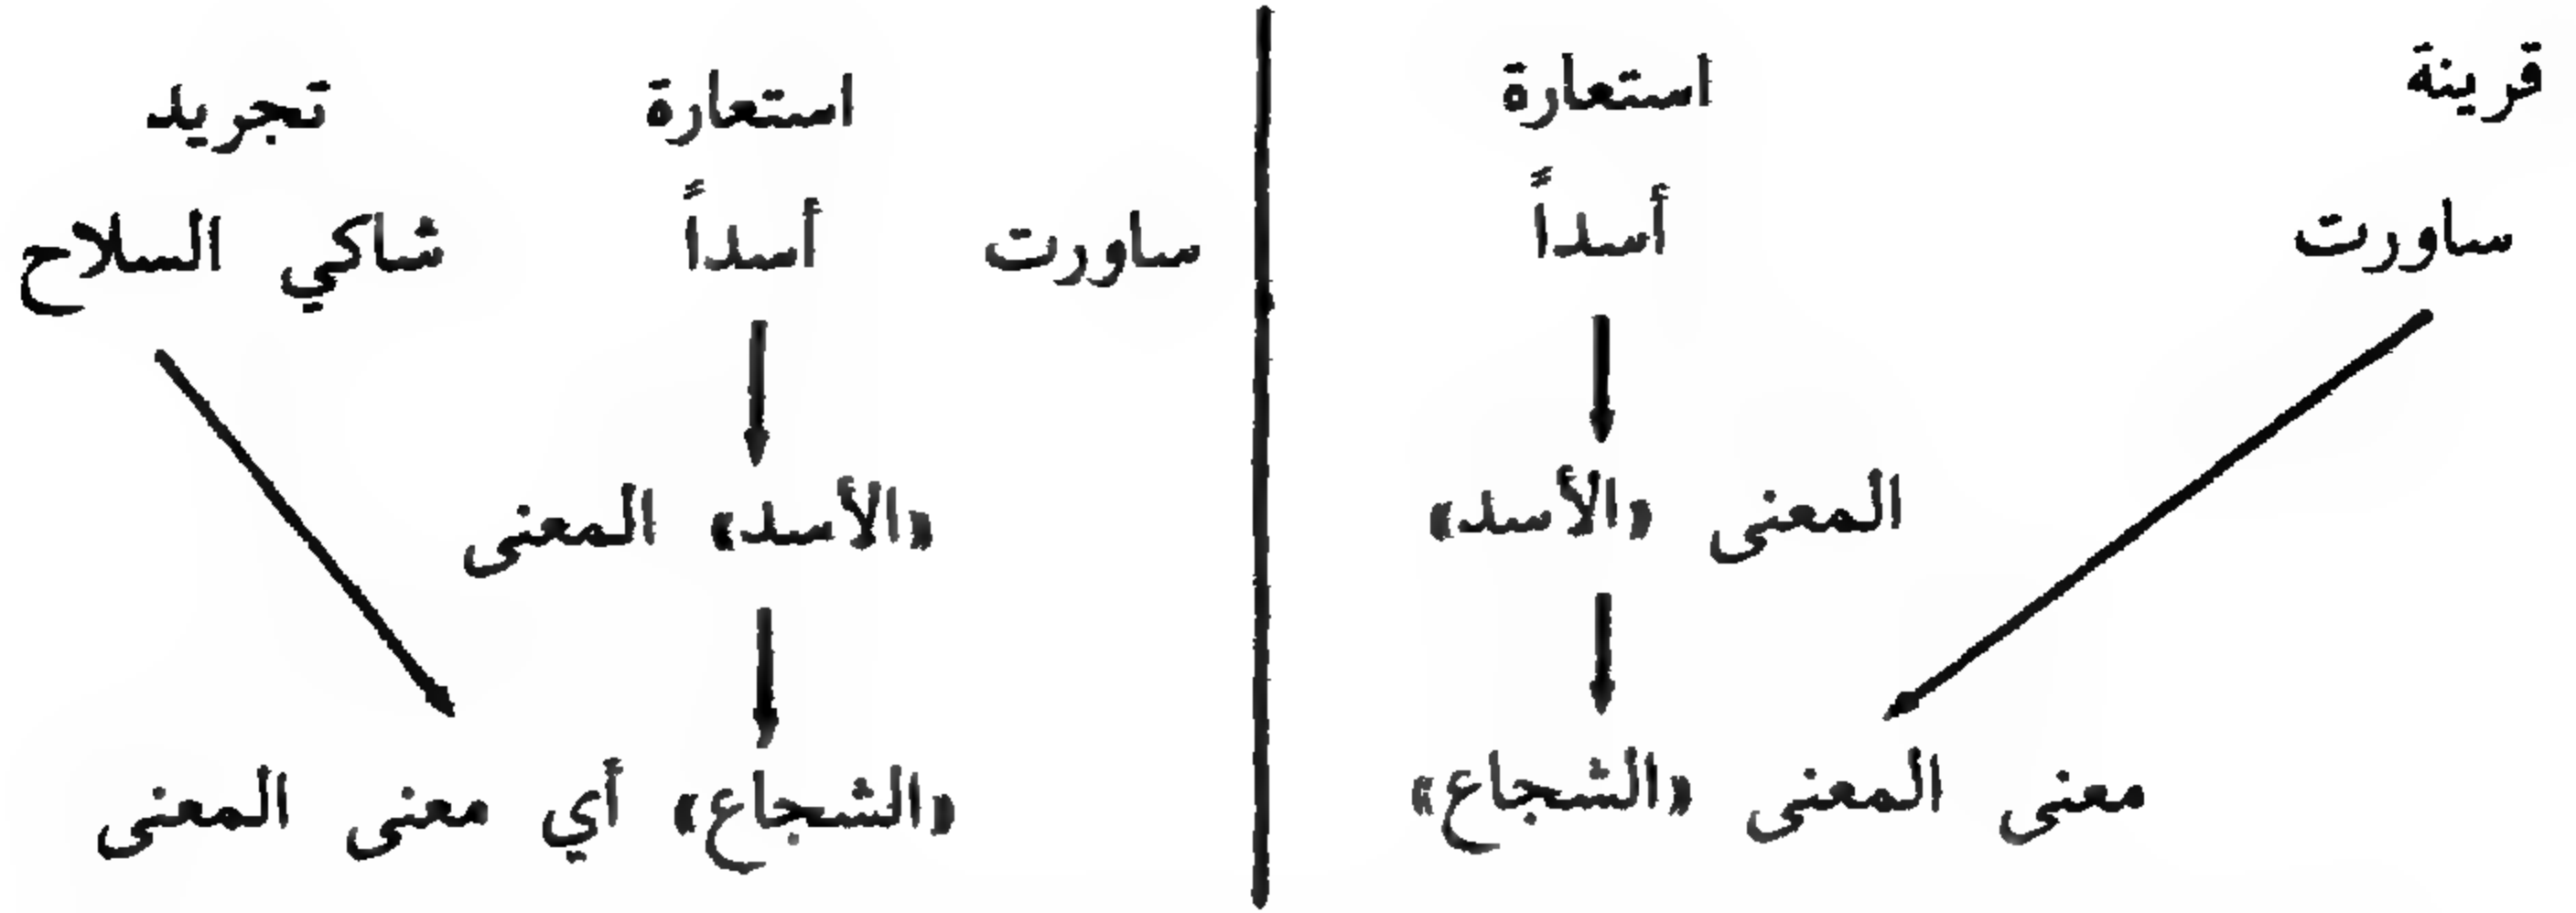 قرينة استعارة
ساورت أسداً
المعنى «الأسد»
معنى المعنى «الشجاع»
استعارة تجريد
ساورت أسداً شاكي السلاح
«الأسد» المعنى
«الشجاع» أي معنى المعنى